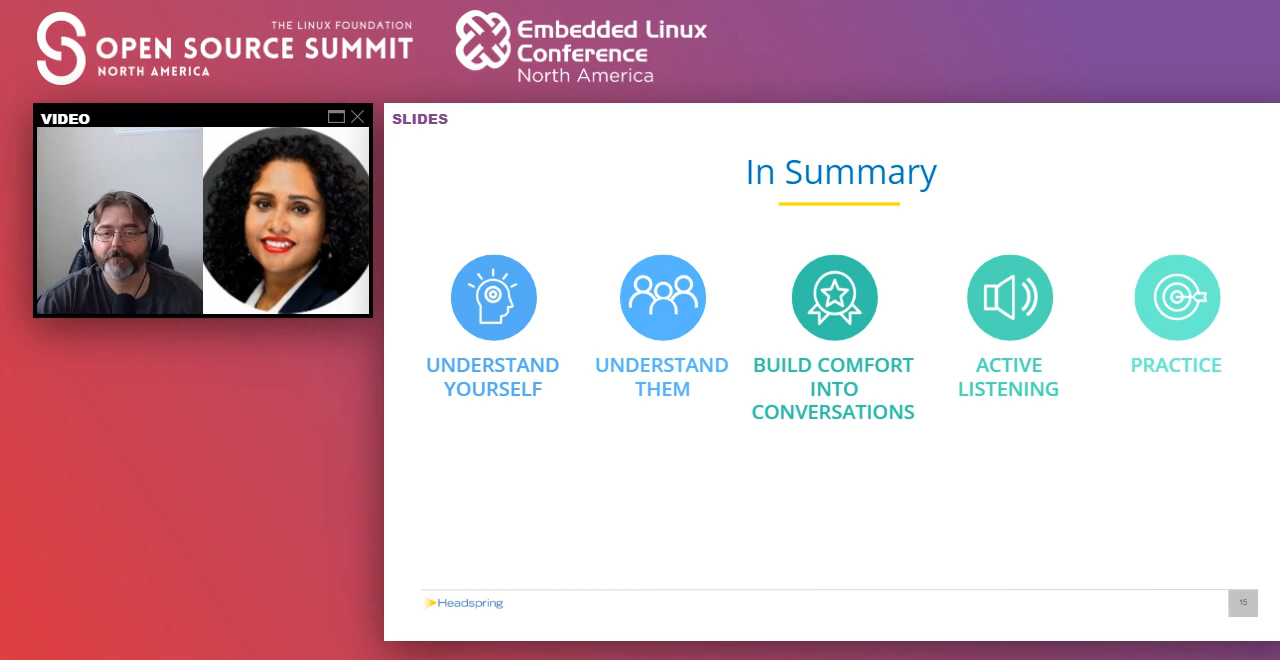 THE LINUX FOUNDATION
OPEN SOURCE SUMMIT
NORTH AMERICA
Embedded Linux
Conference
North America
VIDEO
SLIDES
In Summary
UNDERSTAND
YOURSELF
UNDERSTAND
THEM
BUILD COMFORT
INTO
CONVERSATIONS
ACTIVE
LISTENING
PRACTICE
Headspring
15